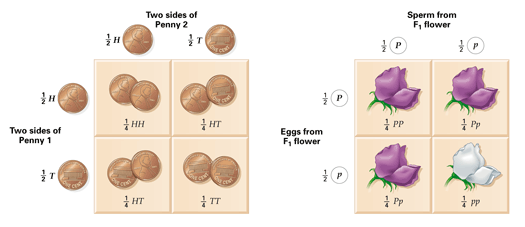 Two sides of
Penny 2
1/2 H
1/2 T
1/2 H
Two sides of
Penny 1
1/2 T
1/4 HH
1/4 HT
1/4 HT
1/4 TT
ONE CENT
Sperm from
F₁ flower
1/2 P
1/2 p
1/2 P
Eggs from
F₁ flower
1/2 p
1/4 PP
1/4 Pp
1/4 Pp
1/4 pp